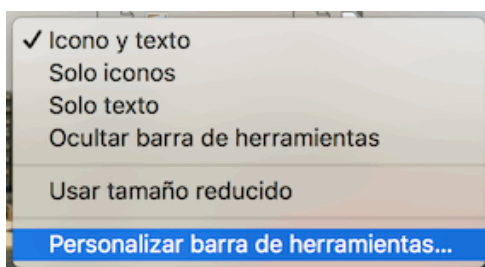 ✓ Icono y texto
Solo iconos
Solo texto
Ocultar barra de herramientas
Usar tamaño reducido
Personalizar barra de herramientas...